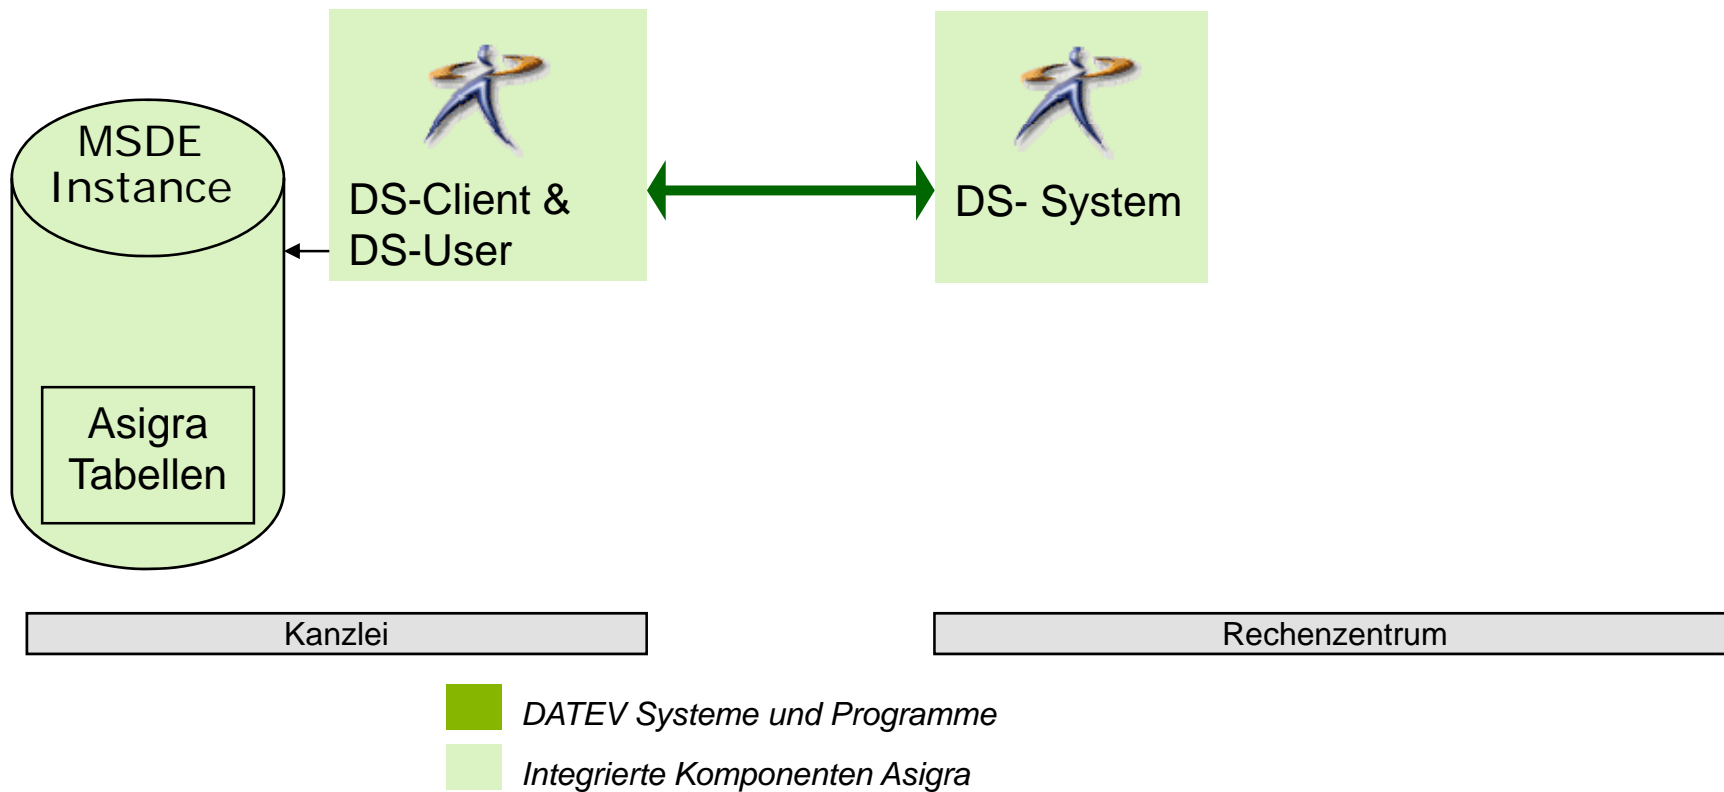 MSDE
Instance
DS-Client &
DS-User
DS- System
Asigra
Tabellen
Kanzlei
Rechenzentrum
DATEV Systeme und Programme
Integrierte Komponenten Asigra